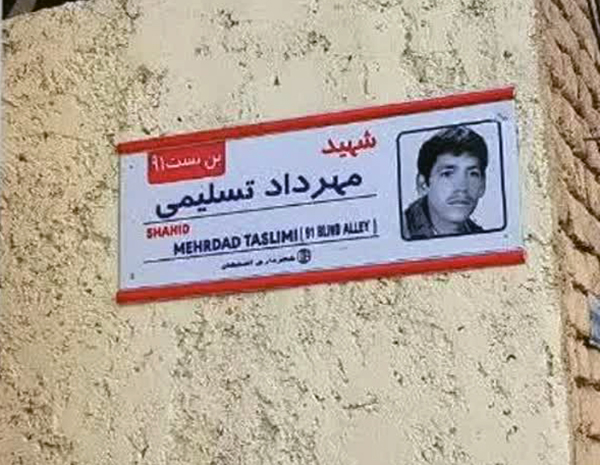 شهید
بن بست ۹۱
مهرداد تسلیمی
SHAHID
MEHRDAD TASLIMI ( 91 BLIND ALLEY )
شهرداری اصفهان